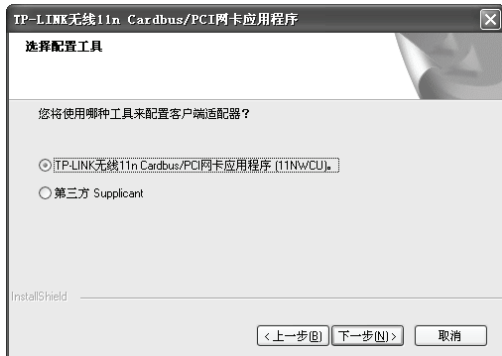 TP-LINK无线11n Cardbus/PCI网卡应用程序
选择配置工具
您将使用哪种工具来配置客户端适配器？
TP-LINK无线11n Cardbus/PCI网卡应用程序 (11NWCU)。
第三方 Supplicant
InstallShield
<上一步(B) 下一步(N)> 取消